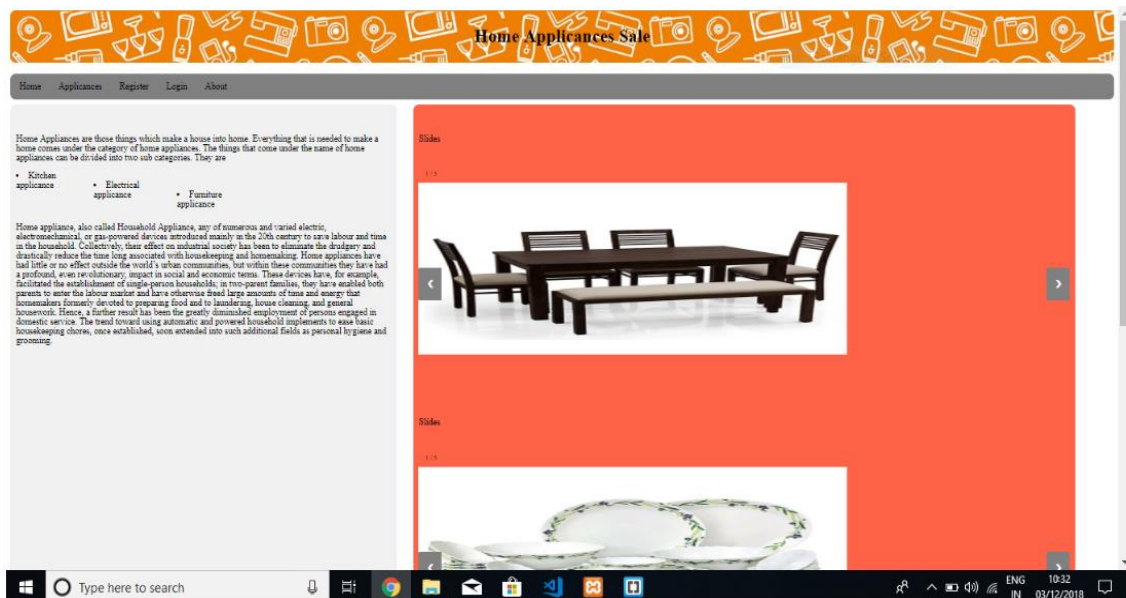 Home Applicances Sale
Home Applicances Register Login About
Home Appliances are those things which make a house into home. Everything that is needed to make a
home comes under the category of home appliances. The things that come under the name of home
appliances can be divided into two sub categories. They are
• Kitchen
applicance
• Electrical
applicance
• Furniture
applicance
Home appliance, also called Household Appliance, any of numerous and varied electric,
electromechanical, or gas-powered devices introduced mainly in the 20th century to save labour and time
in the household. Collectively, their effect on industrial society has been to eliminate the drudgery and
drastically reduce the time long associated with housekeeping and homemaking. Home appliances have
had little or no effect outside the world's urban communities, but within these communities they have had
a profound, even revolutionary, impact in social and economic terms. These devices have, for example,
facilitated the establishment of single-person households; in two-parent families, they have enabled both
parents to enter the labour market and have otherwise freed large amounts of time and energy that
homemakers formerly devoted to preparing food and to laundering, house cleaning, and general
housework. Hence, a further result has been the greatly diminished employment of persons engaged in
domestic service. The trend toward using automatic and powered household implements to ease basic
housekeeping chores, once established, soon extended into such additional fields as personal hygiene and
grooming.
Slides
Slides
Type here to search
ENG
IN
10:32
03/12/2018